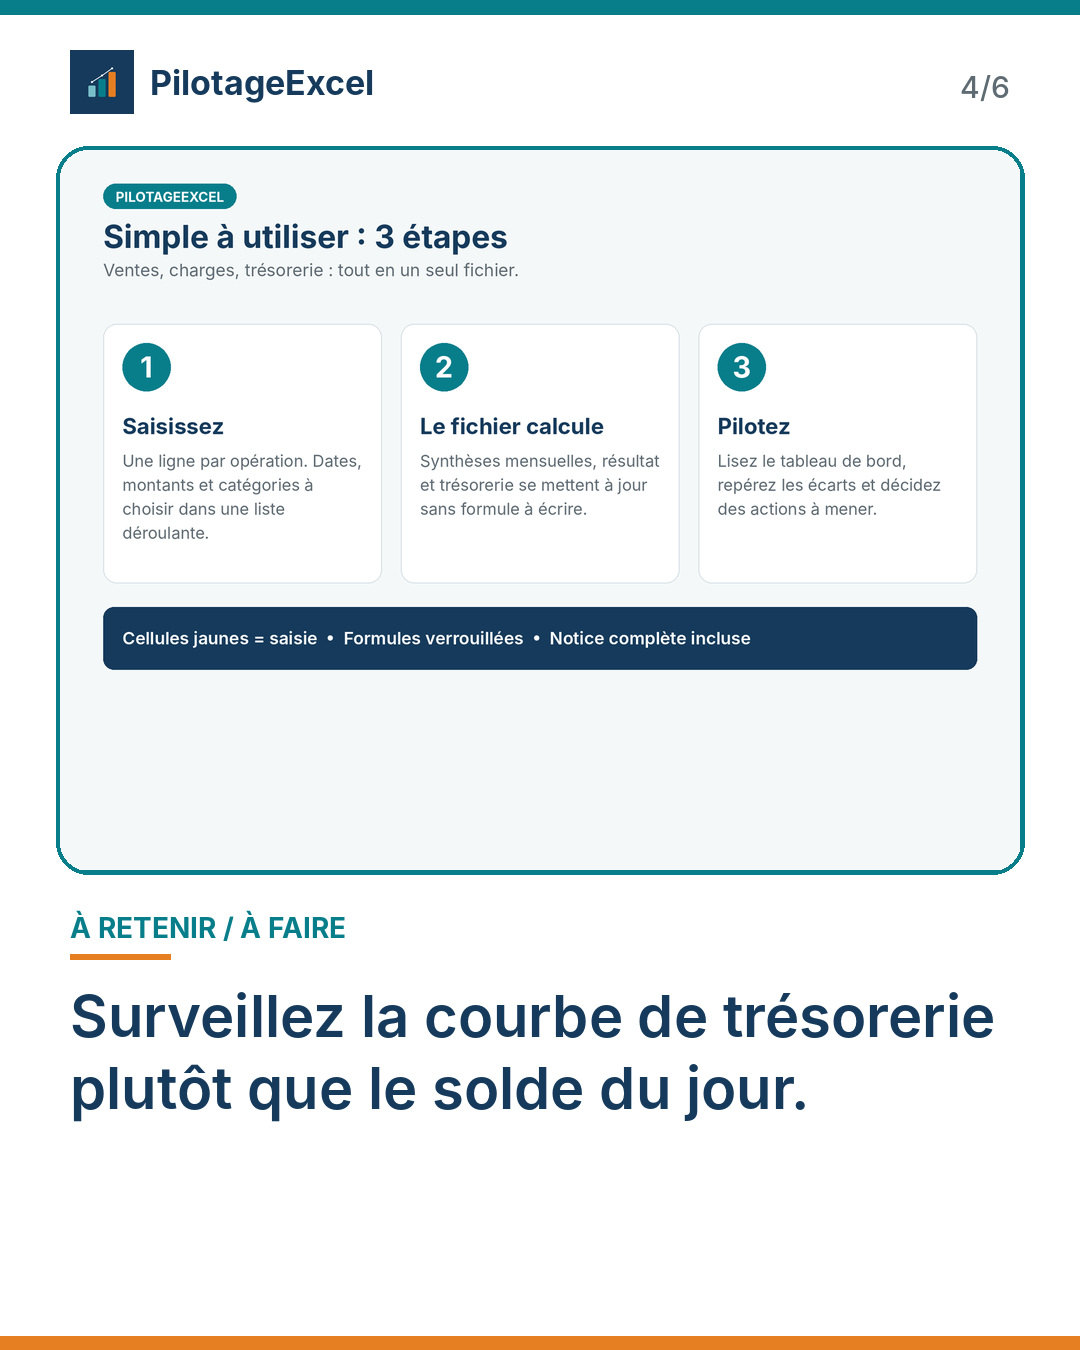 PilotageExcel
4/6
PILOTAGEEXCEL
Simple à utiliser : 3 étapes
Ventes, charges, trésorerie : tout en un seul fichier.
1
Saisissez
Une ligne par opération. Dates,
montants et catégories à
choisir dans une liste
déroulante.
2
Le fichier calcule
Synthèses mensuelles, résultat
et trésorerie se mettent à jour
sans formule à écrire.
3
Pilotez
Lisez le tableau de bord,
repérez les écarts et décidez
des actions à mener.
Cellules jaunes = saisie • Formules verrouillées • Notice complète incluse
À RETENIR / À FAIRE
Surveillez la courbe de trésorerie
plutôt que le solde du jour.